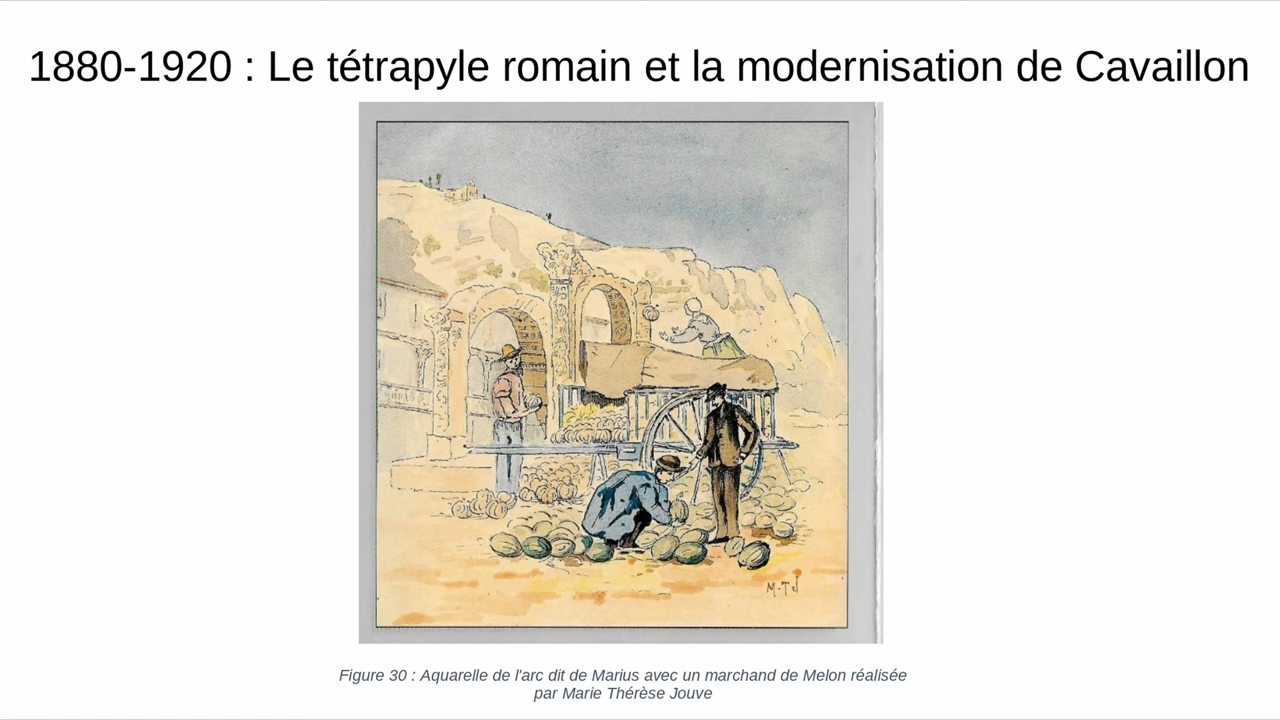 1880-1920 : Le tétrapyle romain et la modernisation de Cavaillon
M-TJ
Figure 30 : Aquarelle de l'arc dit de Marius avec un marchand de Melon réalisée
par Marie Thérèse Jouve